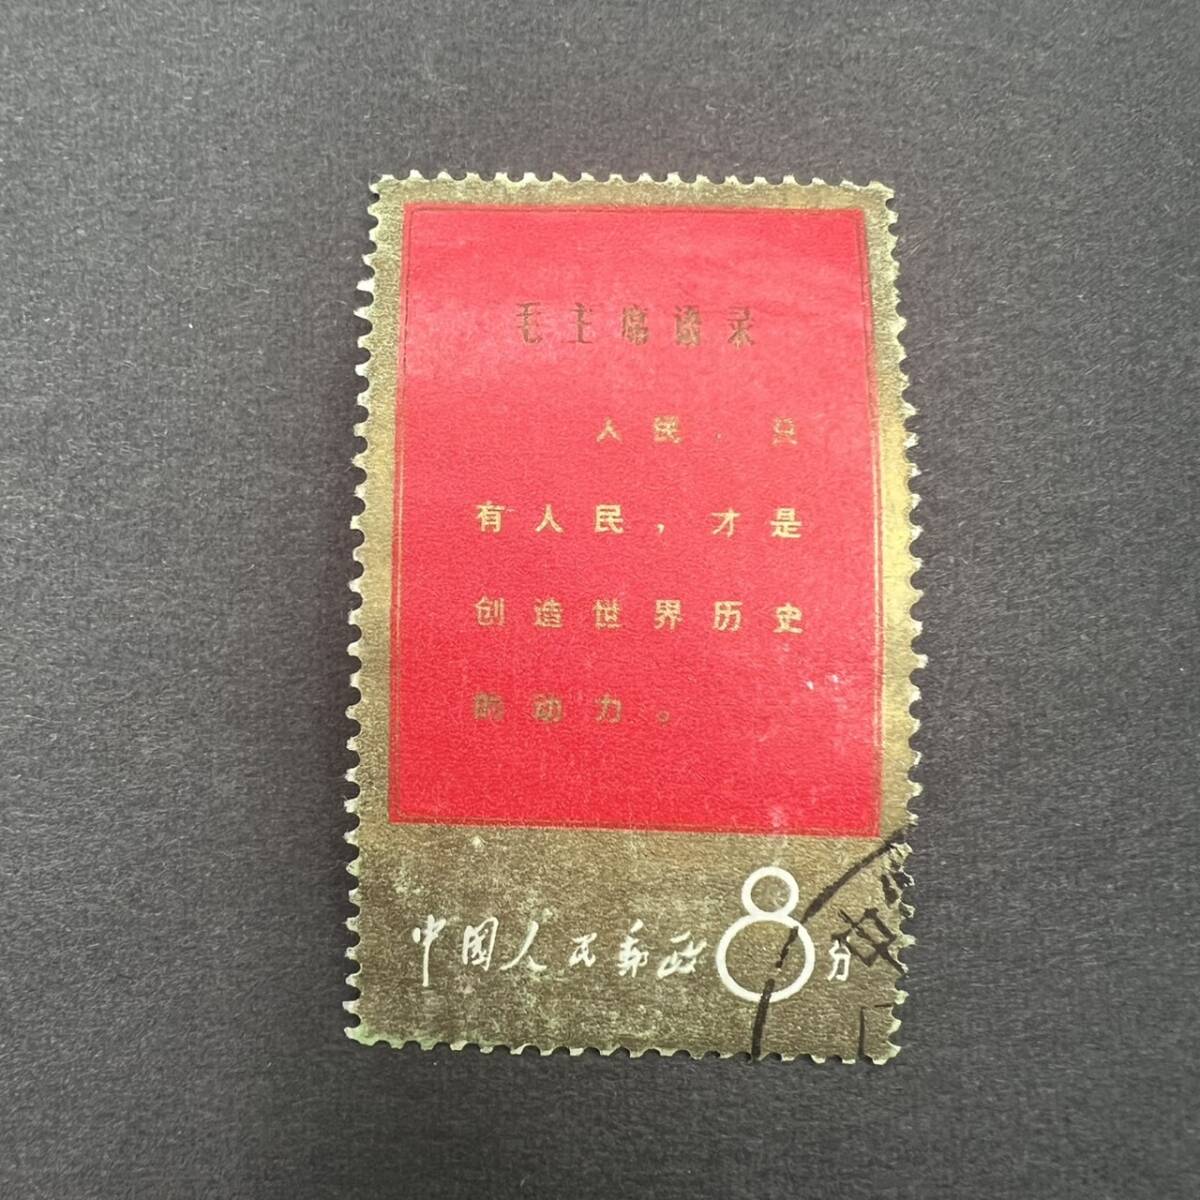 毛主席语录
人民，只
有人民，才是
创造世界历史
的动力。
中国人民邮政 8分